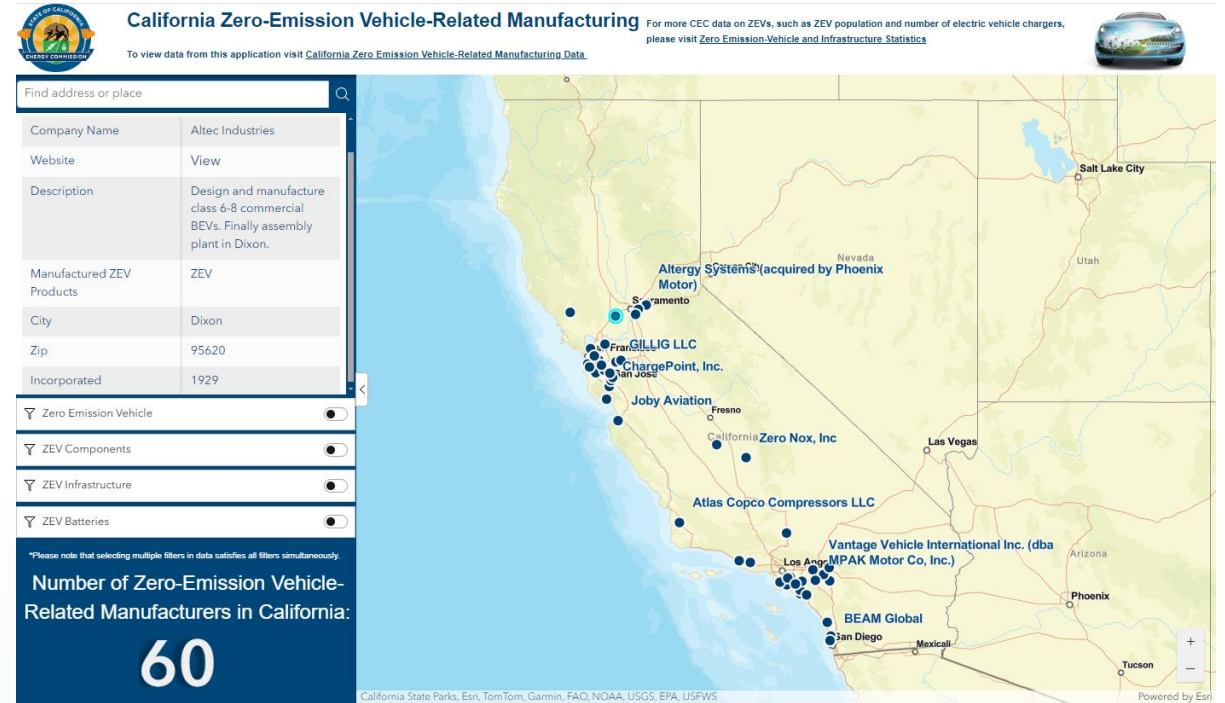 STATE OF CALIFORNIA
ENERGY COMMISSION
California Zero-Emission Vehicle-Related Manufacturing
To view data from this application visit California Zero Emission Vehicle-Related Manufacturing Data
For more CEC data on ZEVs, such as ZEV population and number of electric vehicle chargers,
please visit Zero Emission-Vehicle and Infrastructure Statistics
Find address or place
Company Name Altec Industries
Website View
Description Design and manufacture
class 6-8 commercial
BEVs. Finally assembly
plant in Dixon.
Manufactured ZEV ZEV
Products
City Dixon
Zip 95620
Incorporated 1929
Zero Emission Vehicle
ZEV Components
ZEV Infrastructure
ZEV Batteries
*Please note that selecting multiple filters in data satisfies all filters simultaneously.
Number of Zero-Emission Vehicle-
Related Manufacturers in California:
60
Salt Lake City
Nevada
Utah
Altergy Systems (acquired by Phoenix
Motor)
Sacramento
GILLIG LLC
ChargePoint, Inc.
San Jose
Joby Aviation
Fresno
California
Zero Nox, Inc
Las Vegas
Atlas Copco Compressors LLC
Vantage Vehicle International Inc. (dba
MPAK Motor Co, Inc.)
Los Ang
Arizona
Phoenix
BEAM Global
San Diego
Mexicali
Tucson
+
−
California State Parks, Esri, TomTom, Garmin, FAO, NOAA, USGS, EPA, USFWS
Powered by Esri